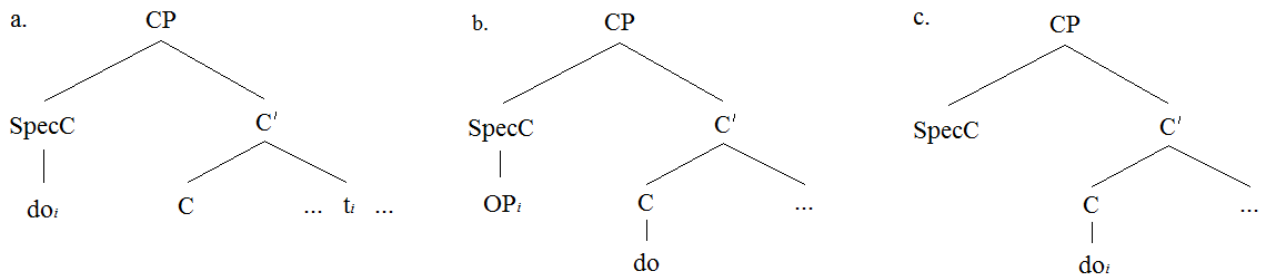 a. CP b. CP c. CP
SpecC C' SpecC C' SpecC C'
doᵢ C ... tᵢ ... OPᵢ C ... C ...
do doᵢ